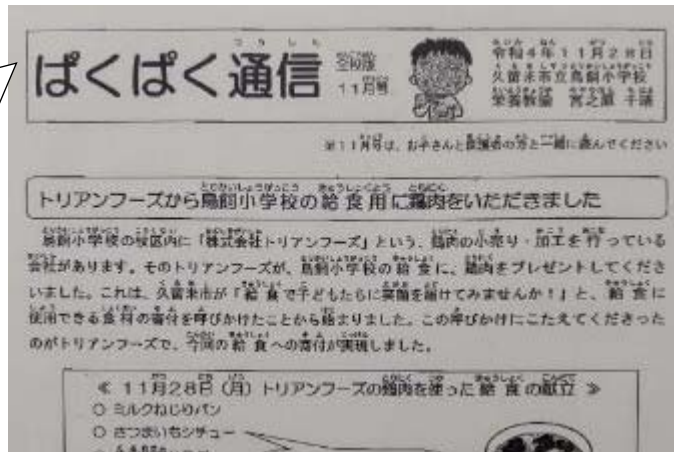 ぱくぱく通信
全校版
11月号
令和4年11月28日
久留米市立鳥飼小学校
栄養教諭 宮之原
※11月号は、お子さんと保護者の方と一緒に読んでください
トリアンフーズから鳥飼小学校の給食用に鶏肉をいただきました
鳥飼小学校の校区内に「株式会社トリアンフーズ」という、鶏肉の小売り・加工を行っている
会社があります。そのトリアンフーズが、鳥飼小学校の給食に、鶏肉をプレゼントしてくださ
いました。これは、久留米市が「給食で子どもたちに笑顔を届けてみませんか！」と、給食に
使用できる食材の寄付を呼びかけたことから始まりました。この呼びかけにこたえてくださった
のがトリアンフーズで、今回の給食への寄付が実現しました。
≪ 11月28日（月）トリアンフーズの鶏肉を使った給食の献立 ≫
○ ミルクねじりパン
○ さつまいもシチュー